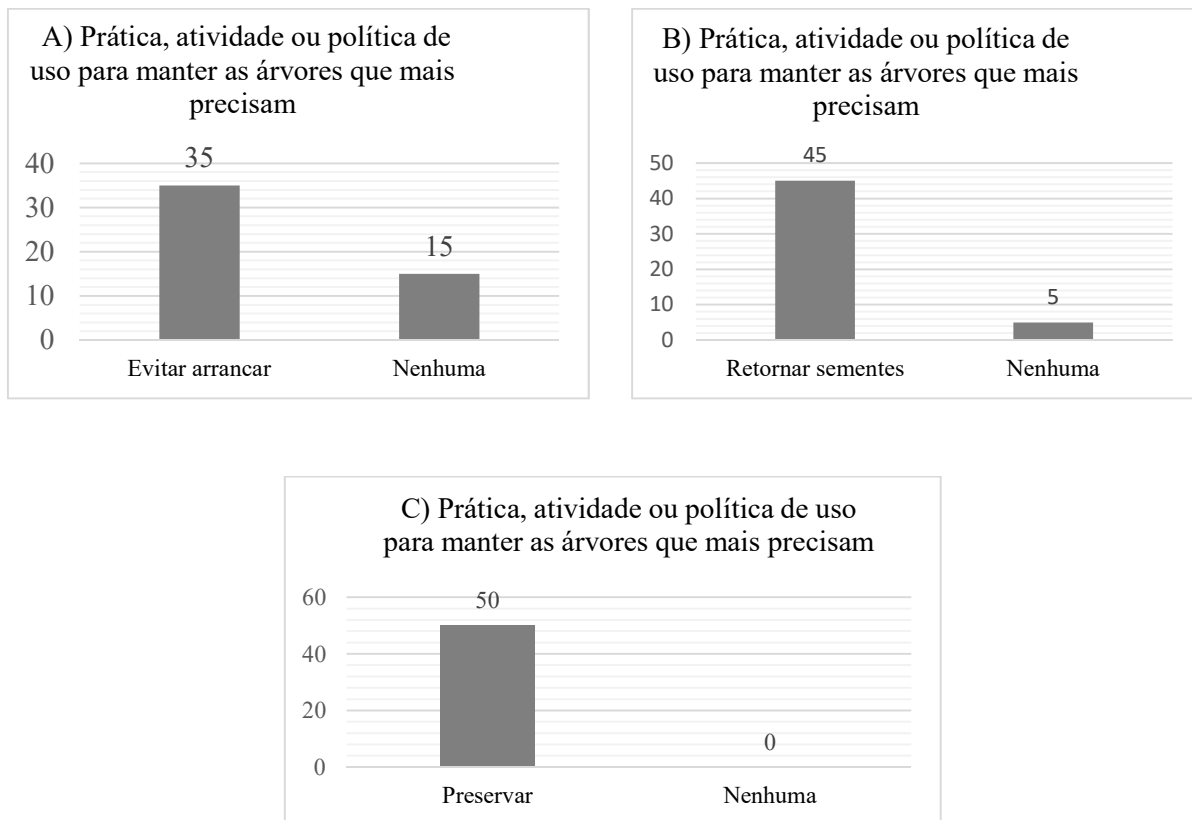 A) Prática, atividade ou política de
uso para manter as árvores que mais
precisam
40
30
20
10
0
35
15
Evitar arrancar
Nenhuma
B) Prática, atividade ou política de
uso para manter as árvores que mais
precisam
50
40
30
20
10
0
45
5
Retornar sementes
Nenhuma
C) Prática, atividade ou política de uso
para manter as árvores que mais precisam
60
40
20
0
50
0
Preservar
Nenhuma